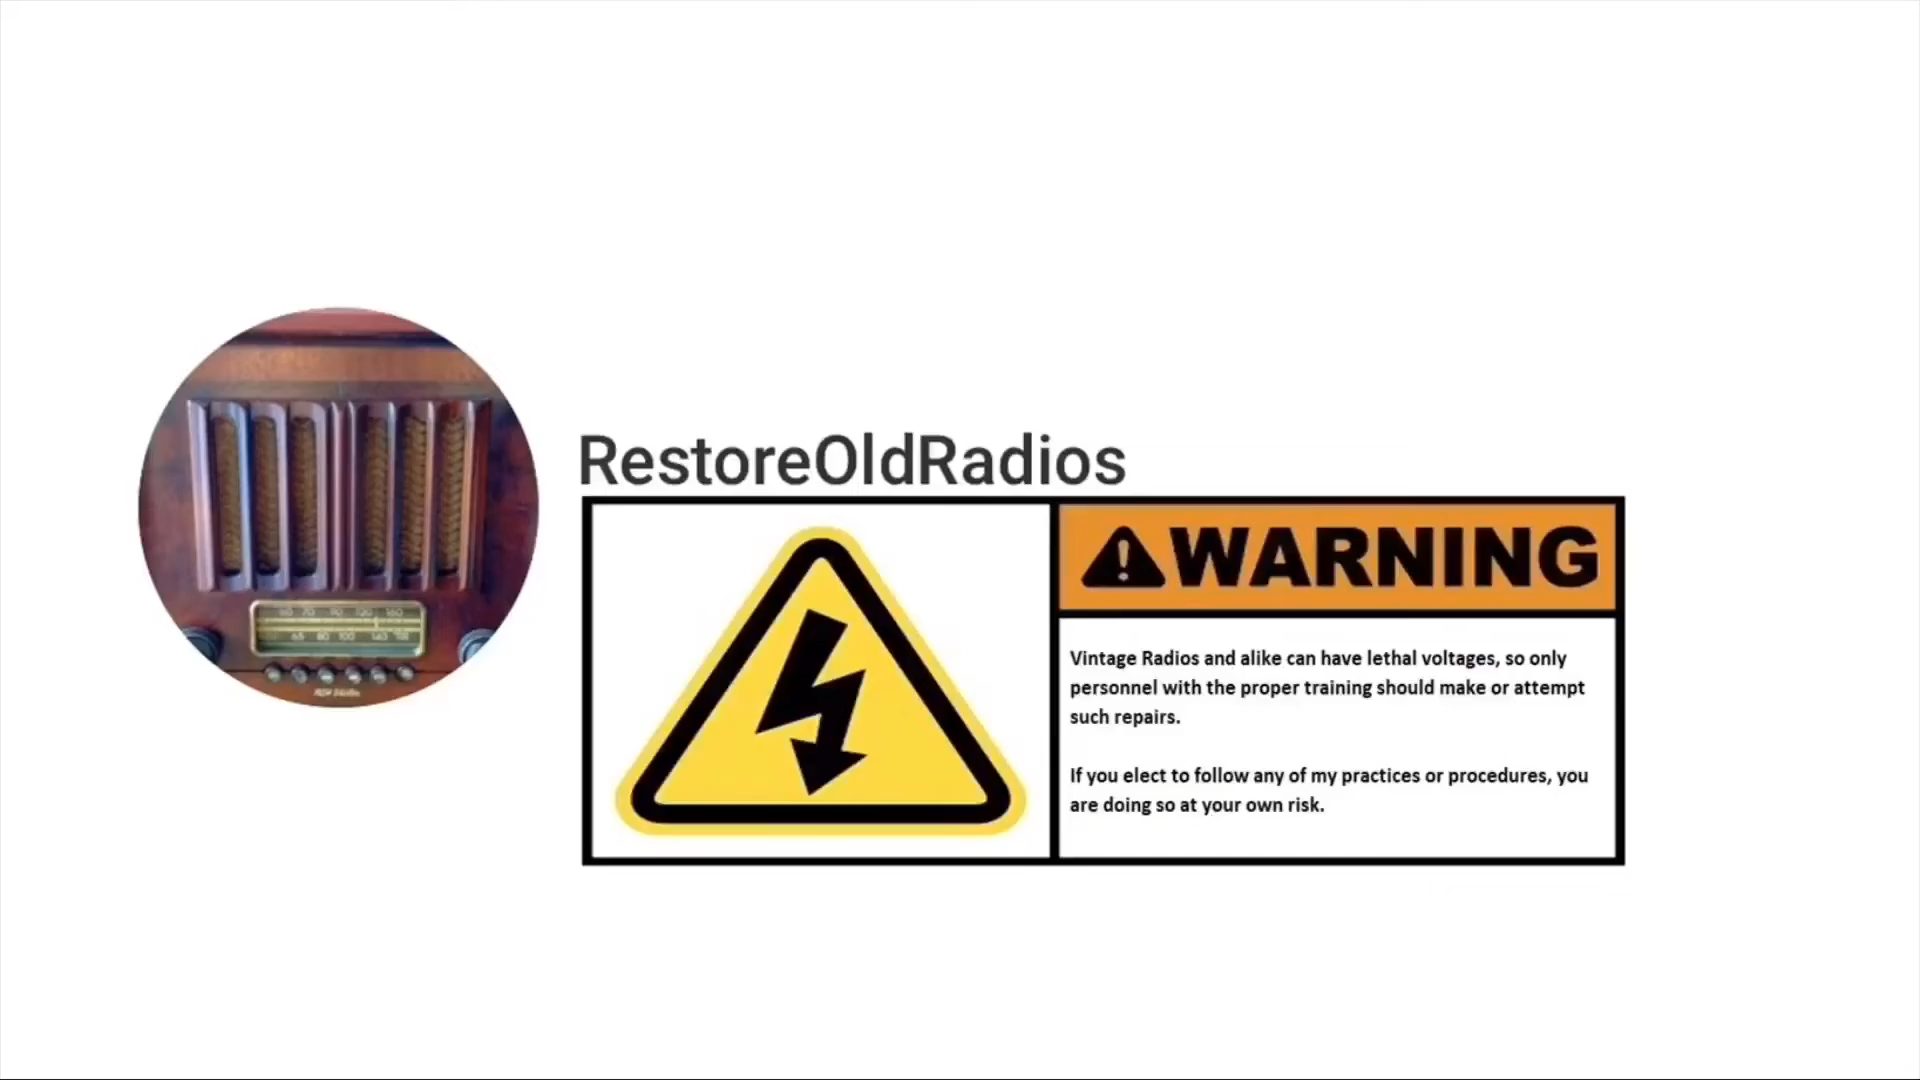 RestoreOldRadios
WARNING
Vintage Radios and alike can have lethal voltages, so only
personnel with the proper training should make or attempt
such repairs.
If you elect to follow any of my practices or procedures, you
are doing so at your own risk.